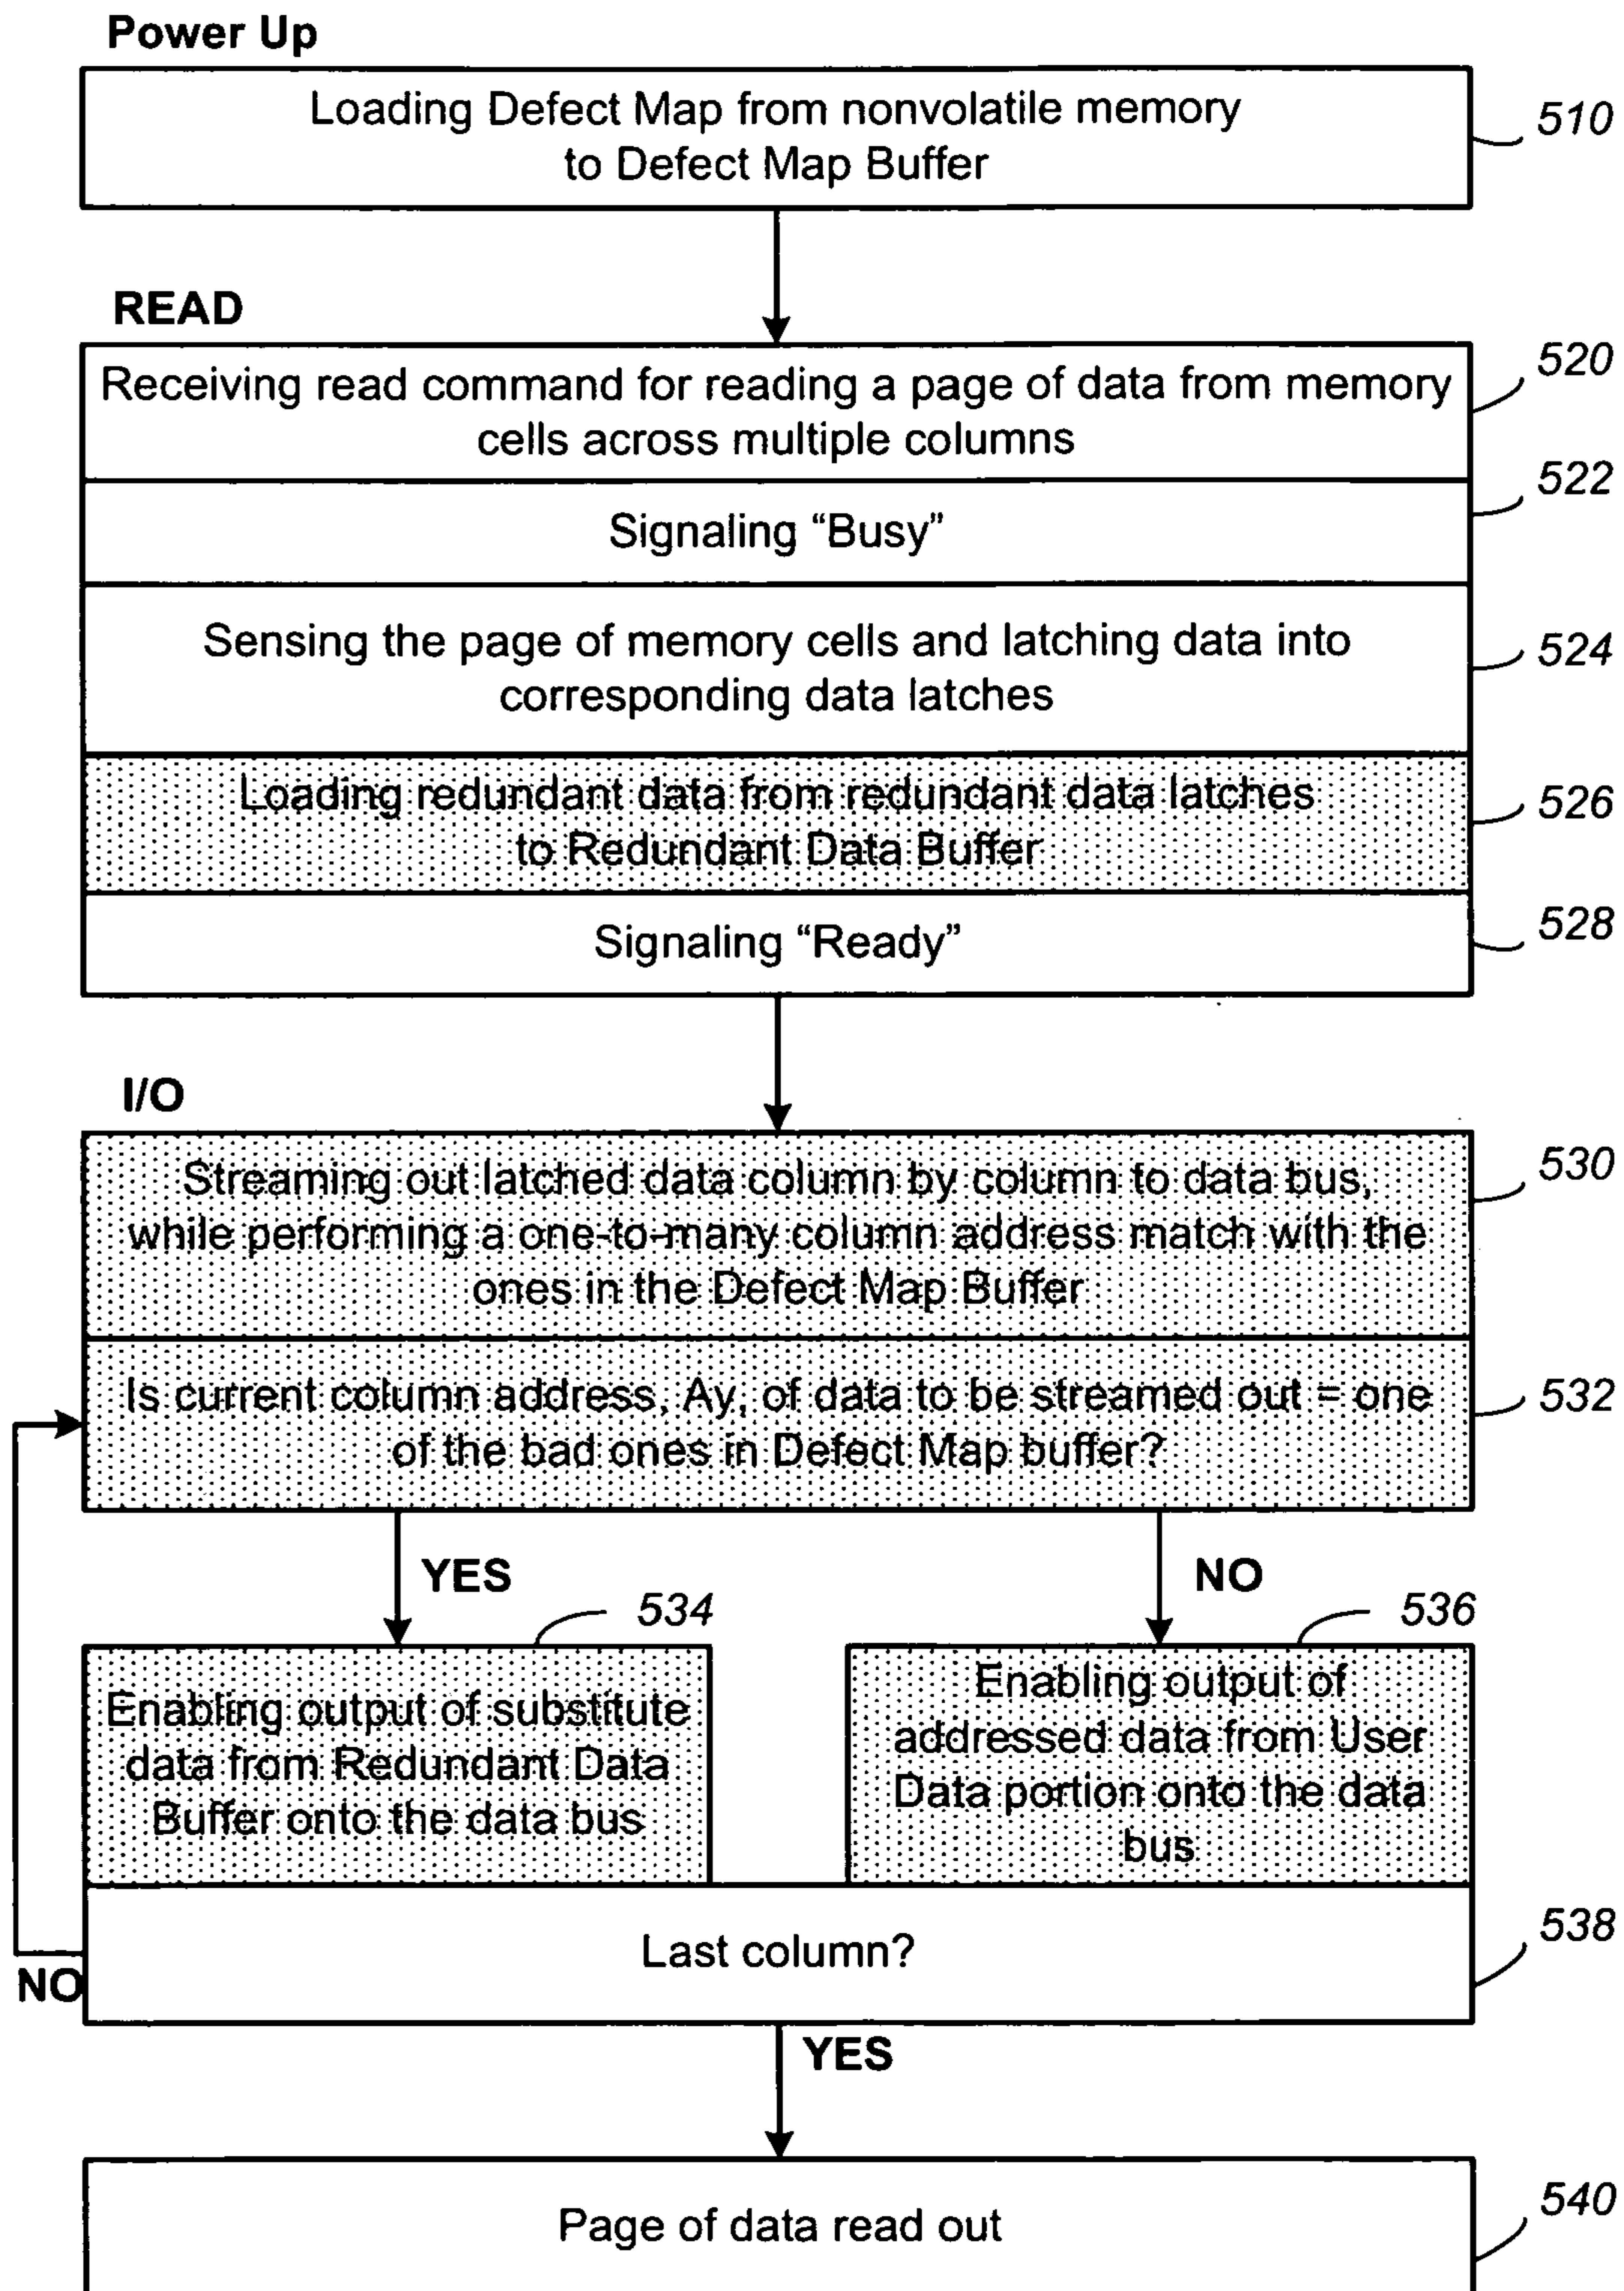 Power Up
Loading Defect Map from nonvolatile memory
to Defect Map Buffer
510
READ
Receiving read command for reading a page of data from memory
cells across multiple columns
520
Signaling “Busy”
522
Sensing the page of memory cells and latching data into
corresponding data latches
524
Loading redundant data from redundant data latches
to Redundant Data Buffer
526
Signaling “Ready”
528
I/O
Streaming out latched data column by column to data bus,
while performing a one-to-many column address match with the
ones in the Defect Map Buffer
530
Is current column address, Ay, of data to be streamed out = one
of the bad ones in Defect Map buffer?
532
YES
NO
534
536
Enabling output of substitute
data from Redundant Data
Buffer onto the data bus
Enabling output of
addressed data from User
Data portion onto the data
bus
Last column?
538
NO
YES
Page of data read out
540